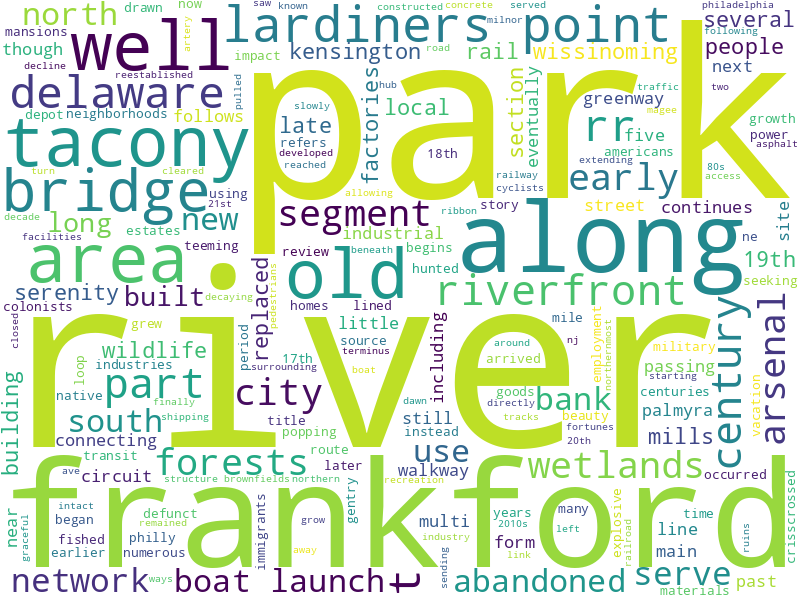 saw known constructed concrete served philadelphia
north drawn now artery milnor road following
mansions
several
lardiners point
well
though
decline
impact kensington rail wissinoming people
reestablished
hub pulled traffic two
delaware
park
next
depot neighborhoods follows
slowly
factories
local
section
eventually
greenway
magee
growth
late
refers
developed
reached
18th
rr five
power
asphalt
tacony
americans
bridge
turn cleared
using
21st
railway
cyclists
early
extending
80s
access
allowing
decade
long new
segment
ribbon
story
street continues
site
estates
teeming
industrial
along
ne
facilities
area
review
beneath
begins
old
hunted
19th
seeking
serenity built
decaying
replaced
pedestrians
homes lined
riverfront
colonists
closed
grew
little
including
mile
nj
employment
northernmost
century
arsenal
wildlife
period
17th
source
terminus
around
arrived
military
passing
industries
loop
surrounding
boat
goods
directly
starting
centuries
vacation
river
native
part
finally
shipping
city
title
still
dawn
tracks
bank
beauty
fortunes
20th
palmyra
building
south
popping
instead
use
mills
connecting
transit
route
later
walkway
wetlands
occurred
ave circuit
forests
structure brownfields northern recreation
frankford
intact
began
defunct
immigrants
gentry
years
2010s
many
explosive
time
ruins
crisscrossed
near
graceful
fished
remained
philly
grow
multi
industry
form
left
railroad
line
main
earlier
numerous
away
sending
link
network
ways
boat launch
t
abandoned
serve
past
materials